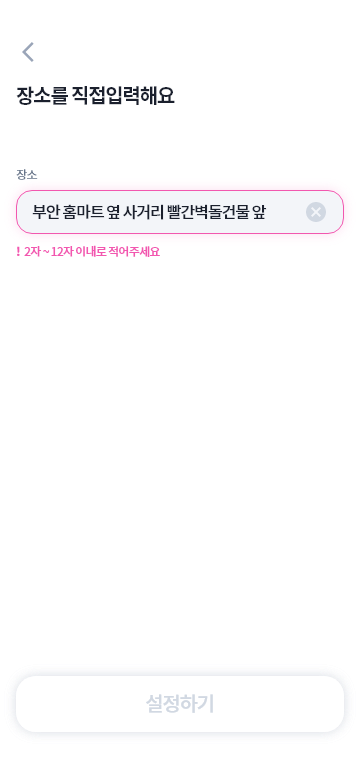 장소를 직접입력해요
장소
부안 홈마트 옆 사거리 빨간벽돌건물 앞
! 2자 ~ 12자 이내로 적어주세요
설정하기